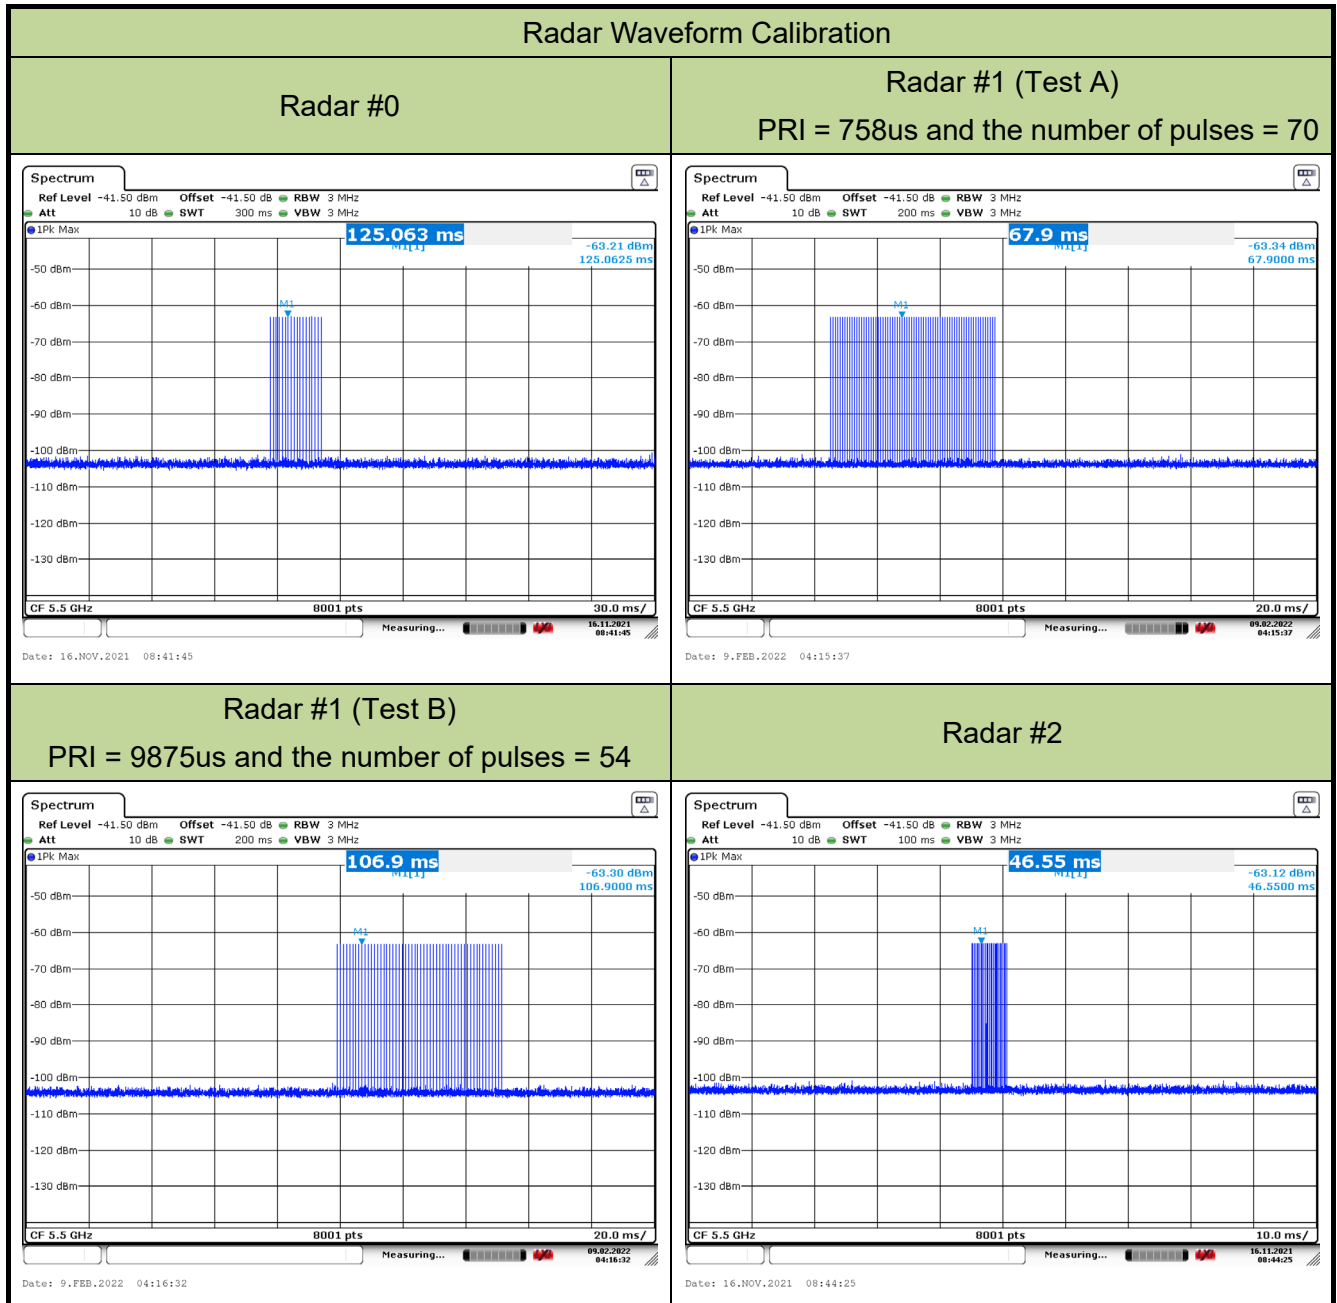 Radar Waveform Calibration
Radar #0
Radar #1 (Test A)
PRI = 758us and the number of pulses = 70
Spectrum
Ref Level -41.50 dBm Offset -41.50 dB RBW 3 MHz
Att 10 dB SWT 300 ms VBW 3 MHz
1Pk Max
125.063 ms
M1[1]
-63.21 dBm
125.0625 ms
-50 dBm
-60 dBm
M1
-70 dBm
-80 dBm
-90 dBm
-100 dBm
-110 dBm
-120 dBm
-130 dBm
CF 5.5 GHz 8001 pts 30.0 ms/
Measuring... 16.11.2021
08:41:45
Date: 16.NOV.2021 08:41:45
Spectrum
Ref Level -41.50 dBm Offset -41.50 dB RBW 3 MHz
Att 10 dB SWT 200 ms VBW 3 MHz
1Pk Max
67.9 ms
M1[1]
-63.34 dBm
67.9000 ms
-50 dBm
-60 dBm
M1
-70 dBm
-80 dBm
-90 dBm
-100 dBm
-110 dBm
-120 dBm
-130 dBm
CF 5.5 GHz 8001 pts 20.0 ms/
Measuring... 09.02.2022
04:15:37
Date: 9.FEB.2022 04:15:37
Radar #1 (Test B)
PRI = 9875us and the number of pulses = 54
Radar #2
Spectrum
Ref Level -41.50 dBm Offset -41.50 dB RBW 3 MHz
Att 10 dB SWT 200 ms VBW 3 MHz
1Pk Max
106.9 ms
M1[1]
-63.30 dBm
106.9000 ms
-50 dBm
-60 dBm
M1
-70 dBm
-80 dBm
-90 dBm
-100 dBm
-110 dBm
-120 dBm
-130 dBm
CF 5.5 GHz 8001 pts 20.0 ms/
Measuring... 09.02.2022
04:16:32
Date: 9.FEB.2022 04:16:32
Spectrum
Ref Level -41.50 dBm Offset -41.50 dB RBW 3 MHz
Att 10 dB SWT 100 ms VBW 3 MHz
1Pk Max
46.55 ms
M1[1]
-63.12 dBm
46.5500 ms
-50 dBm
-60 dBm
M1
-70 dBm
-80 dBm
-90 dBm
-100 dBm
-110 dBm
-120 dBm
-130 dBm
CF 5.5 GHz 8001 pts 10.0 ms/
Measuring... 16.11.2021
08:44:25
Date: 16.NOV.2021 08:44:25